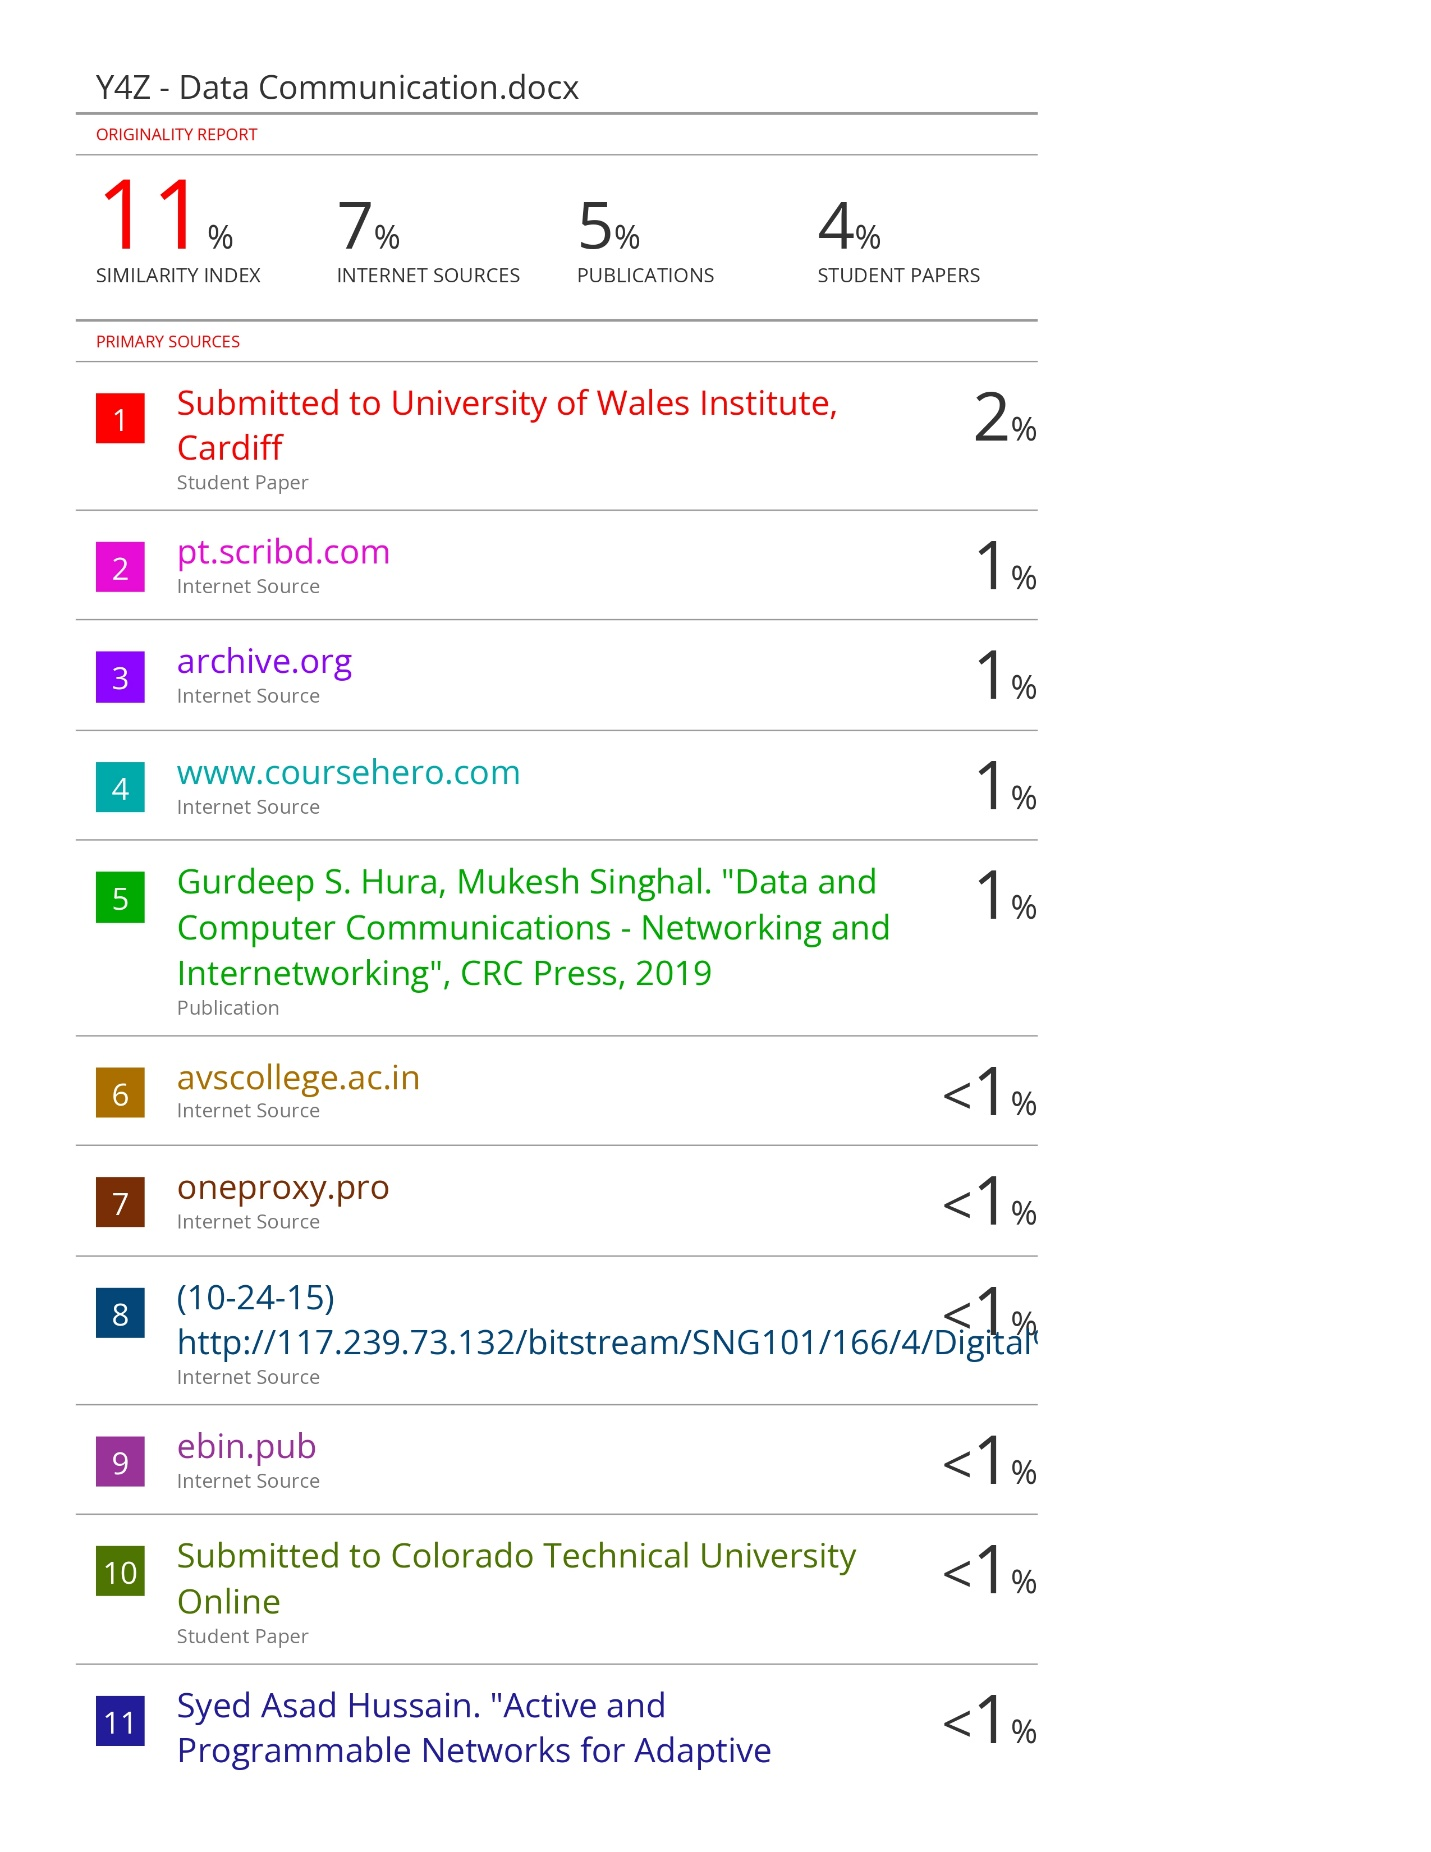 Y4Z - Data Communication.docx
ORIGINALITY REPORT
11% 7% 5% 4%
SIMILARITY INDEX INTERNET SOURCES PUBLICATIONS STUDENT PAPERS
PRIMARY SOURCES
1 Submitted to University of Wales Institute, 2%
Cardiff
Student Paper
2 pt.scribd.com 1%
Internet Source
3 archive.org 1%
Internet Source
4 www.coursehero.com 1%
Internet Source
5 Gurdeep S. Hura, Mukesh Singhal. "Data and 1%
Computer Communications - Networking and
Internetworking", CRC Press, 2019
Publication
6 avscollege.ac.in <1%
Internet Source
7 oneproxy.pro <1%
Internet Source
8 (10-24-15) <1%
http://117.239.73.132/bitstream/SNG101/166/4/Digital
Internet Source
9 ebin.pub <1%
Internet Source
10 Submitted to Colorado Technical University <1%
Online
Student Paper
11 Syed Asad Hussain. "Active and <1%
Programmable Networks for Adaptive